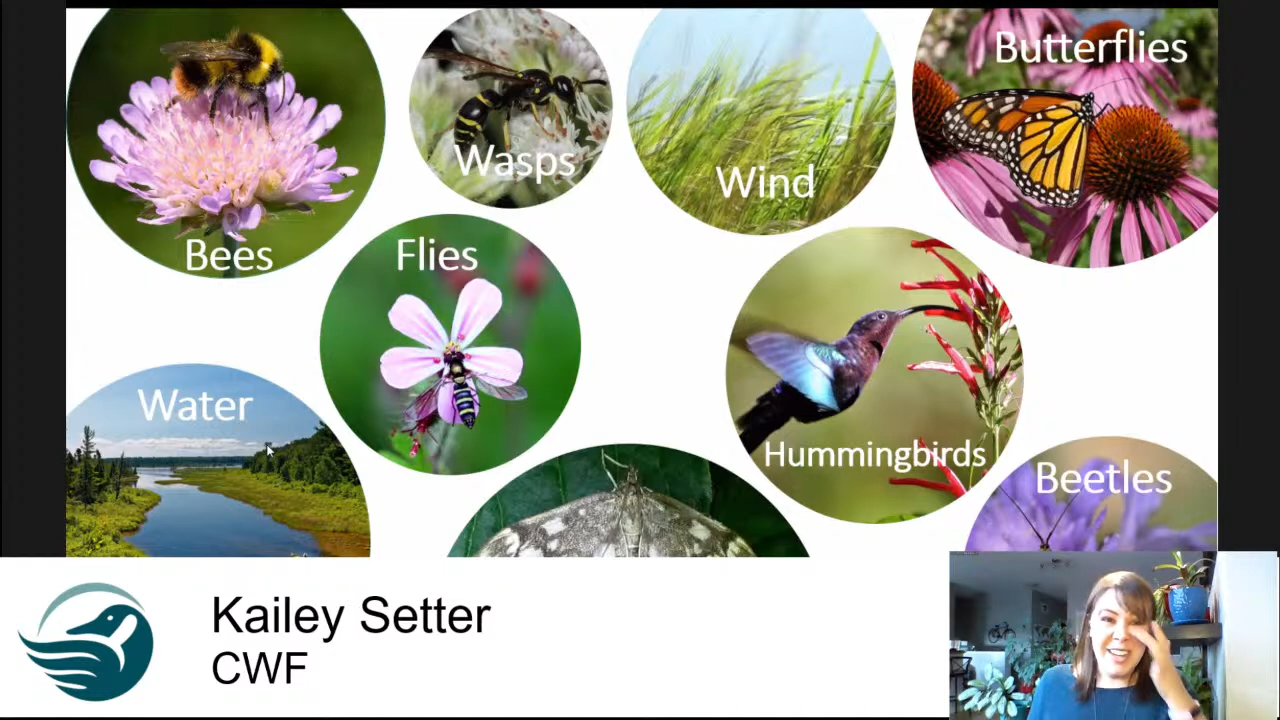 Butterflies
Wasps
Wind
Bees
Flies
Water
Hummingbirds
Beetles
Kailey Setter
CWF